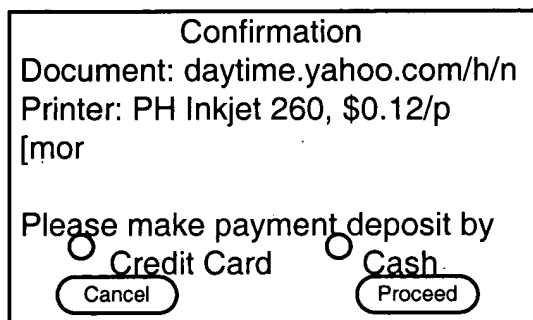 Confirmation
Document: daytime.yahoo.com/h/n
Printer: PH Inkjet 260, $0.12/p
[mor
Please make payment deposit by
Credit Card Cash
Cancel Proceed